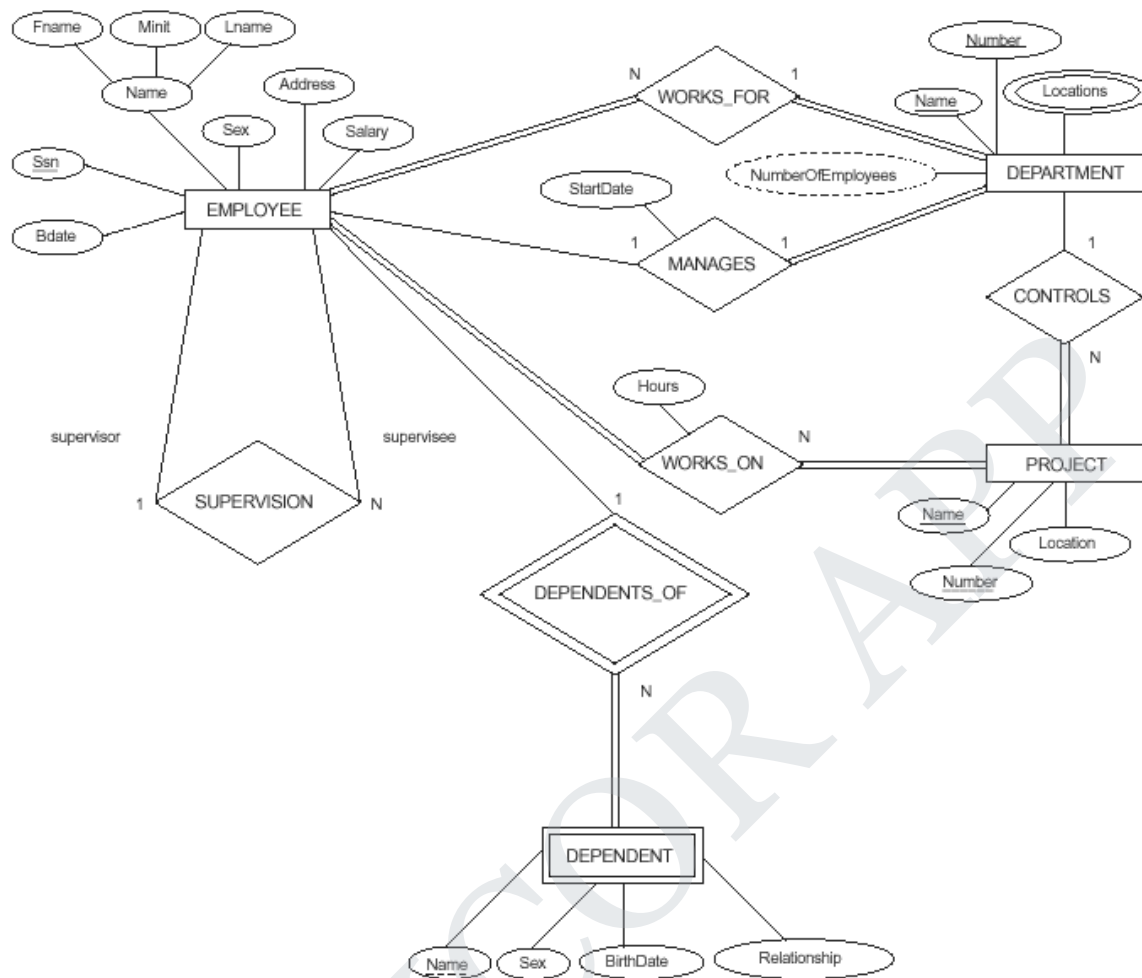 Fname
Minit
Lname
Name
Address
Sex
Salary
Ssn
Bdate
EMPLOYEE
N
WORKS_FOR
1
Number
Locations
Name
NumberOfEmployees
DEPARTMENT
StartDate
1
MANAGES
1
1
CONTROLS
N
Hours
WORKS_ON
N
PROJECT
Name
Number
Location
supervisor
supervisee
1
SUPERVISION
N
1
DEPENDENTS_OF
N
DEPENDENT
Name
Sex
BirthDate
Relationship
COR APP